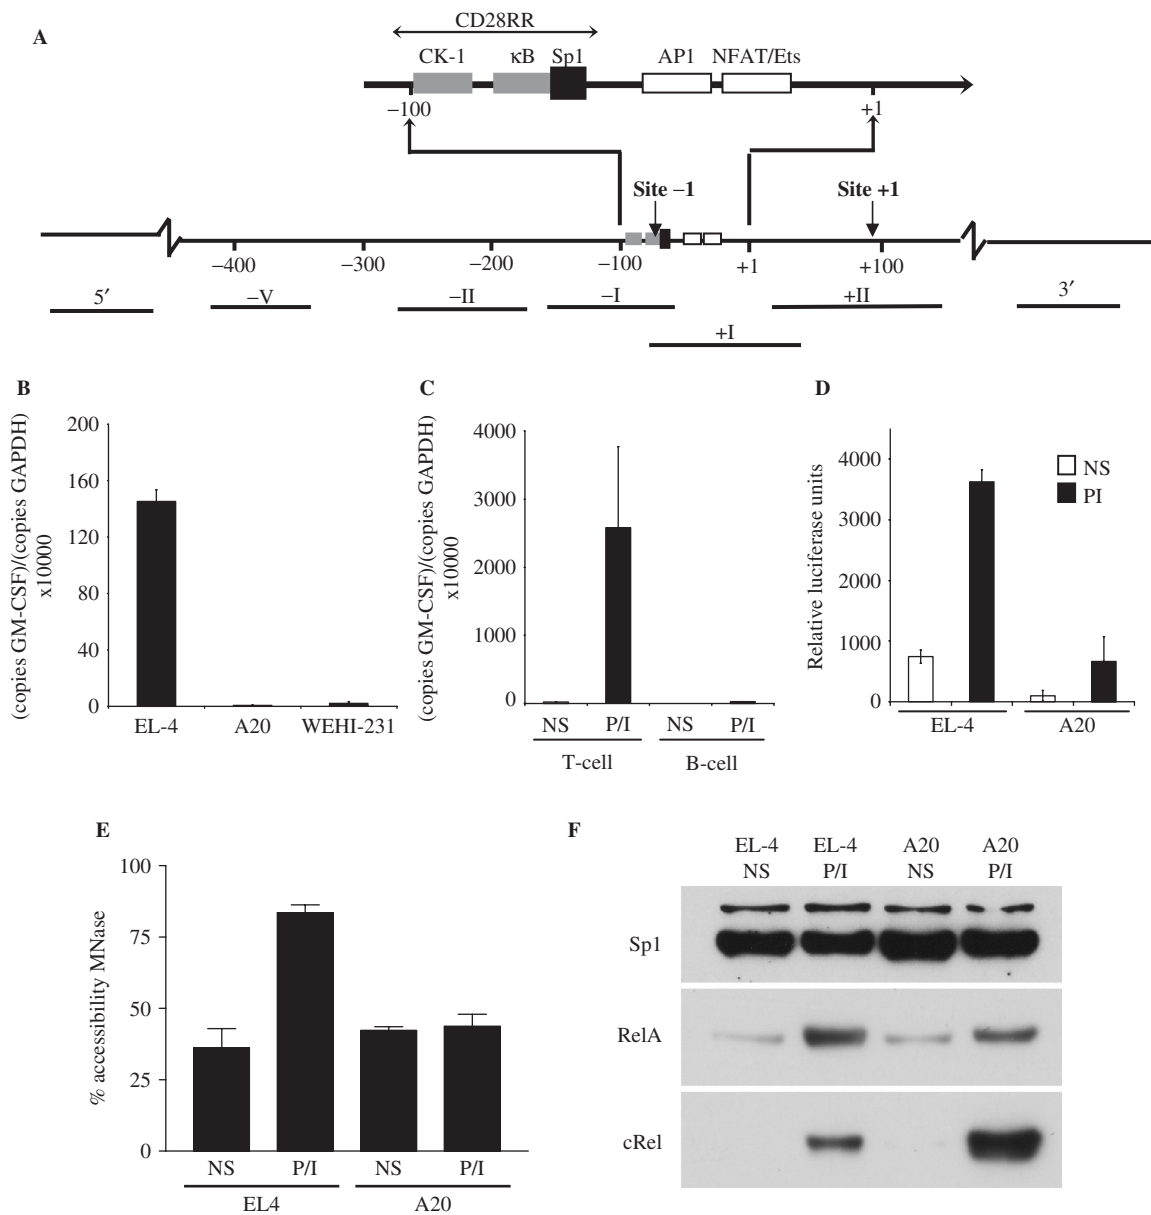 A
CD28RR
CK-1 κB Sp1 AP1 NFAT/Ets
−100 +1
Site −1 Site +1
−400 −300 −200 −100 +1 +100
5′ −V −II −I +II 3′
+I
B
(copies GM-CSF)/(copies GAPDH)
x10000
200
160
120
80
40
0
EL-4 A20 WEHI-231
C
(copies GM-CSF)/(copies GAPDH)
x10000
4000
3000
2000
1000
0
NS P/I NS P/I
T-cell B-cell
D
Relative luciferase units
4000
3000
2000
1000
0
NS
PI
EL-4 A20
E
% accessibility MNase
100
75
50
25
0
NS P/I NS P/I
EL4 A20
F
EL-4 EL-4 A20 A20
NS P/I NS P/I
Sp1
RelA
cRel